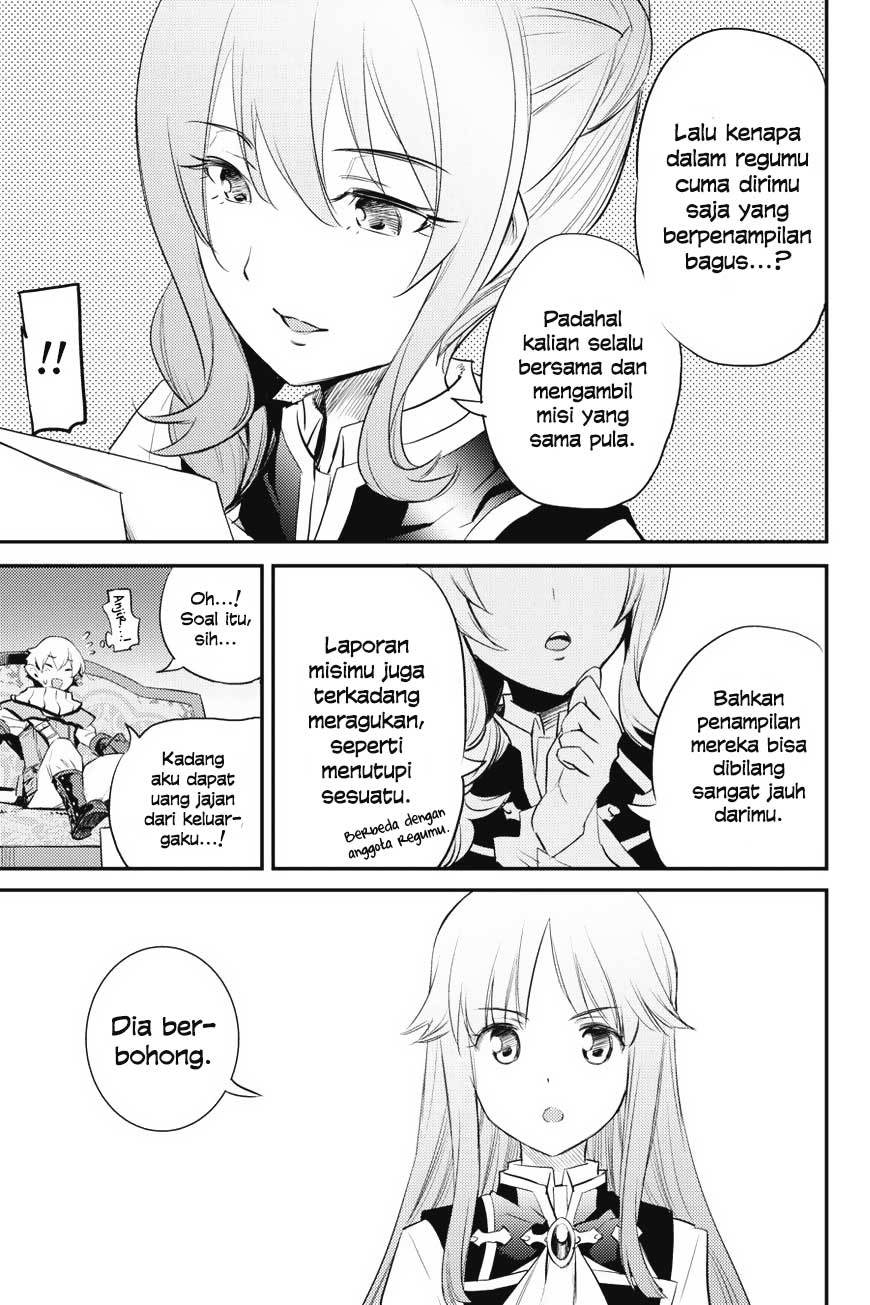 Lalu kenapa
dalam regumu
cuma dirimu
saja yang
berpenampilan
bagus...?
Padahal
kalian selalu
bersama dan
mengambil
misi yang
sama pula.
!!
Bahkan
penampilan
mereka bisa
dibilang
sangat jauh
darimu.
Laporan
misimu juga
terkadang
meragukan,
seperti
menutupi
sesuatu.
Berbeda dengan
anggota Regumu.
Oh...!
Soal itu,
sih...
Anjir...!
Kadang
aku dapat
uang jajan
dari keluar-
gaku...!
Dia ber-
bohong.